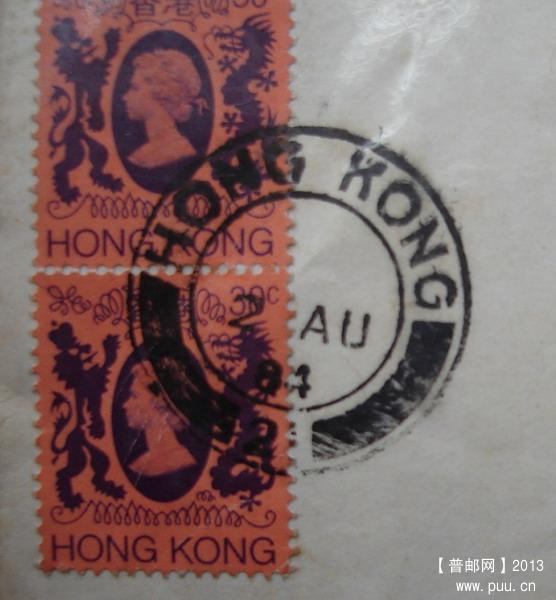 香港
HONG KONG
30c
HONG KONG
HONG KONG
AU
84
【普邮网】2013
www.puu.cn